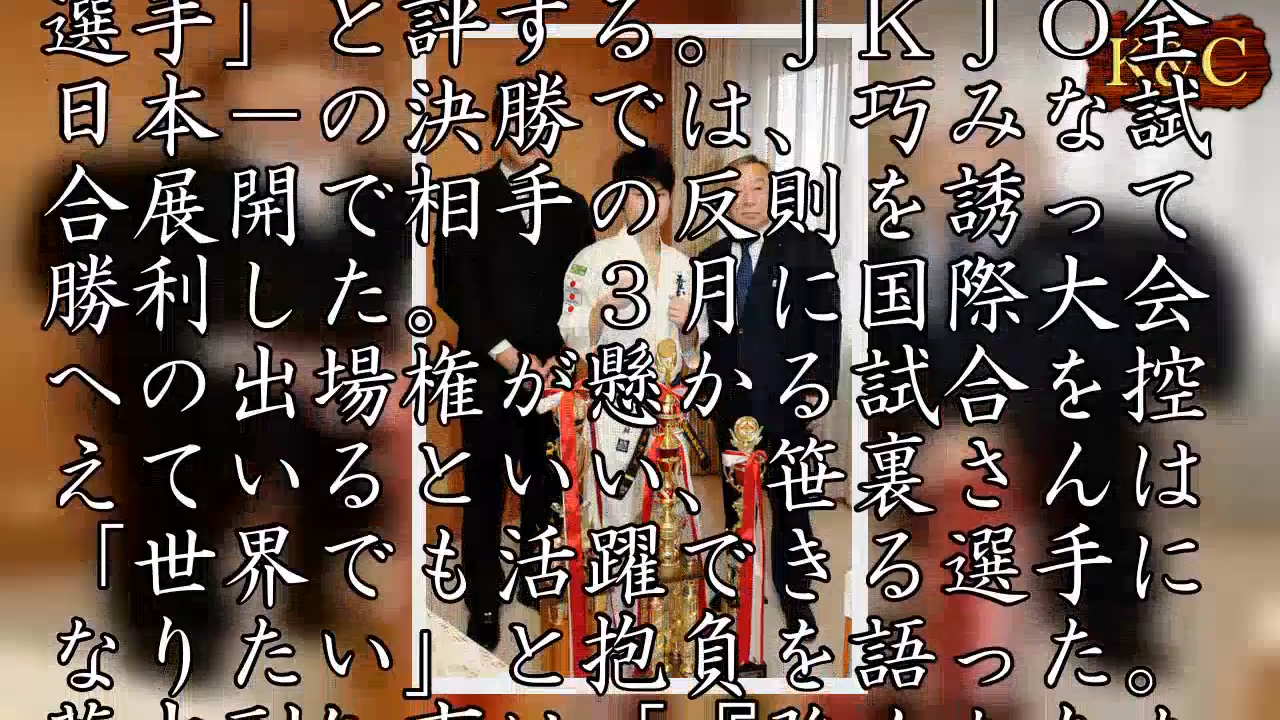 選手」と評する。ＪＫＪＯ全
K&C
日本－の決勝では、巧みな試
合展開で相手の反則を誘って
勝利した。　３月に国際大会
への出場権が懸かる試合を控
えているといい、笹裏さんは
「世界でも活躍できる選手に
なりたい」と抱負を語った。